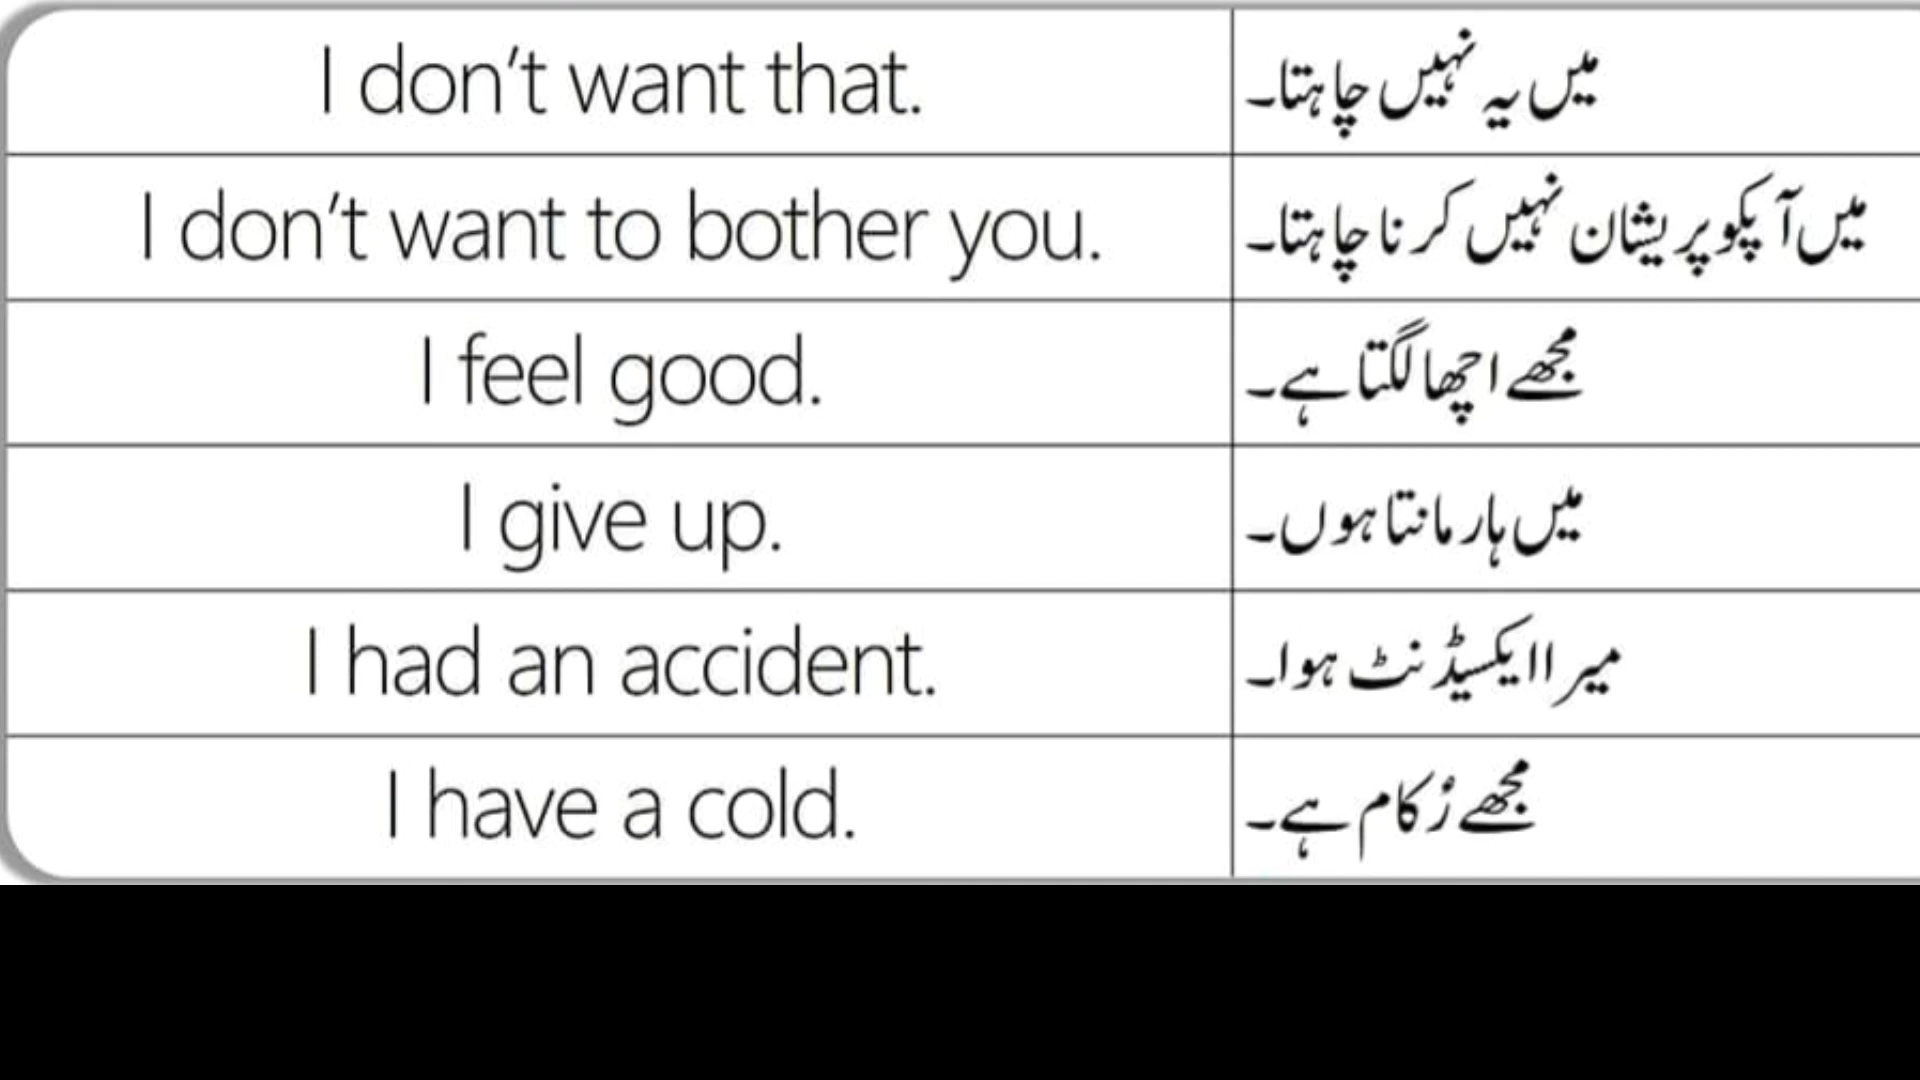 I don't want that. میں یہ نہیں چاہتا۔
I don't want to bother you. میں آپکو پریشان نہیں کرنا چاہتا۔
I feel good. مجھے اچھا لگتا ہے۔
I give up. میں ہار مانتا ہوں۔
I had an accident. میرا ایکسیڈنٹ ہوا۔
I have a cold. مجھے زُکام ہے۔